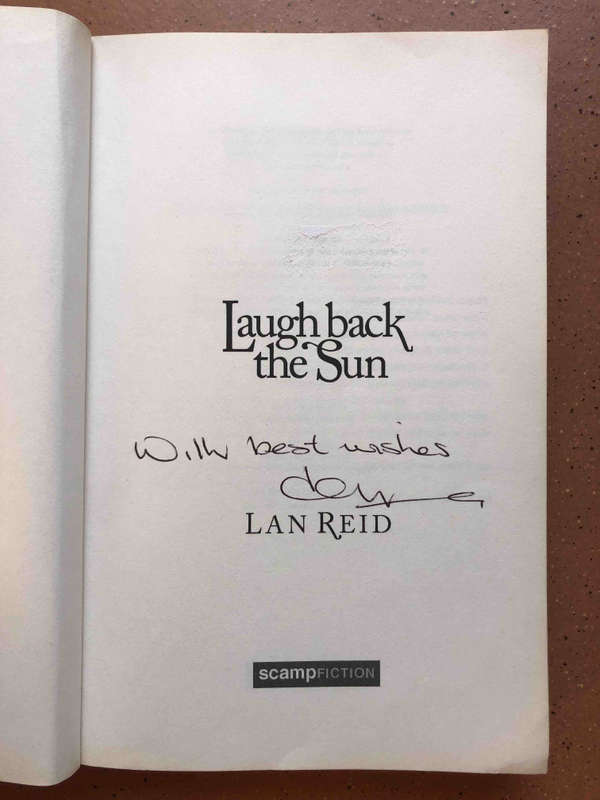 Laugh back
the Sun
With best wishes
LAN REID
scampFICTION